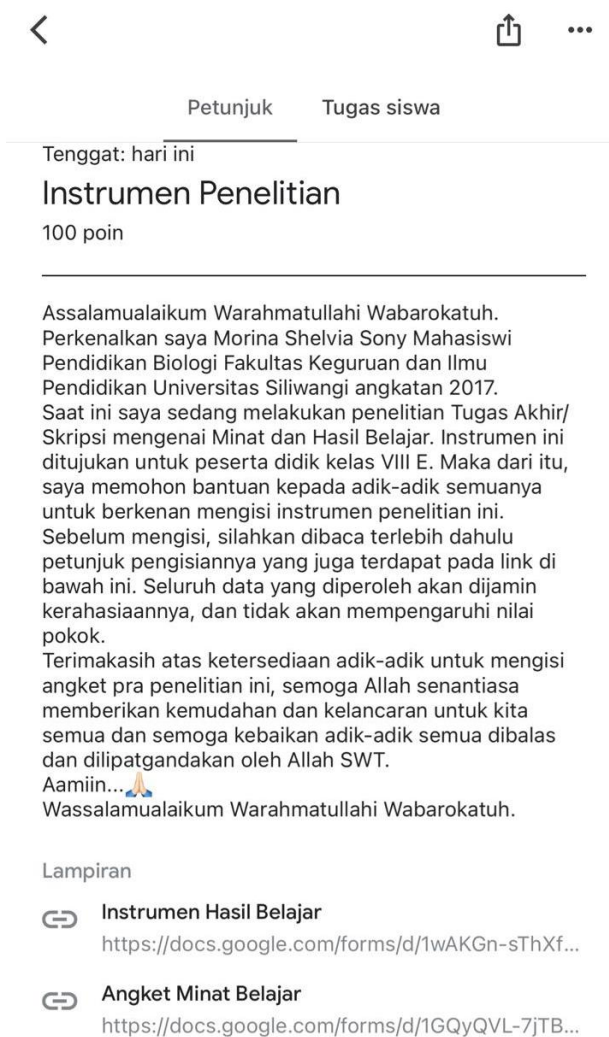 Petunjuk Tugas siswa
Tenggat: hari ini
Instrumen Penelitian
100 poin
Assalamualaikum Warahmatullahi Wabarokatuh.
Perkenalkan saya Morina Shelvia Sony Mahasiswi
Pendidikan Biologi Fakultas Keguruan dan Ilmu
Pendidikan Universitas Siliwangi angkatan 2017.
Saat ini saya sedang melakukan penelitian Tugas Akhir/
Skripsi mengenai Minat dan Hasil Belajar. Instrumen ini
ditujukan untuk peserta didik kelas VIII E. Maka dari itu,
saya memohon bantuan kepada adik-adik semuanya
untuk berkenan mengisi instrumen penelitian ini.
Sebelum mengisi, silahkan dibaca terlebih dahulu
petunjuk pengisiannya yang juga terdapat pada link di
bawah ini. Seluruh data yang diperoleh akan dijamin
kerahasiaannya, dan tidak akan mempengaruhi nilai
pokok.
Terimakasih atas ketersediaan adik-adik untuk mengisi
angket pra penelitian ini, semoga Allah senantiasa
memberikan kemudahan dan kelancaran untuk kita
semua dan semoga kebaikan adik-adik semua dibalas
dan dilipatgandakan oleh Allah SWT.
Aamiin...🙏🏻
Wassalamualaikum Warahmatullahi Wabarokatuh.
Lampiran
Instrumen Hasil Belajar
https://docs.google.com/forms/d/1wAKGn-sThXf...
Angket Minat Belajar
https://docs.google.com/forms/d/1GQyQVL-7jTB...